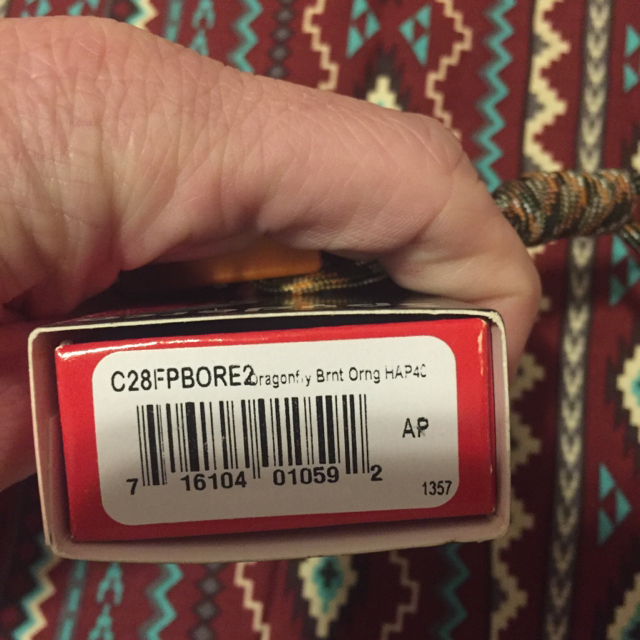 C28FPBORE2 Dragonfly Brnt Orng HAP40
AP
7 16104 01059 2
1357